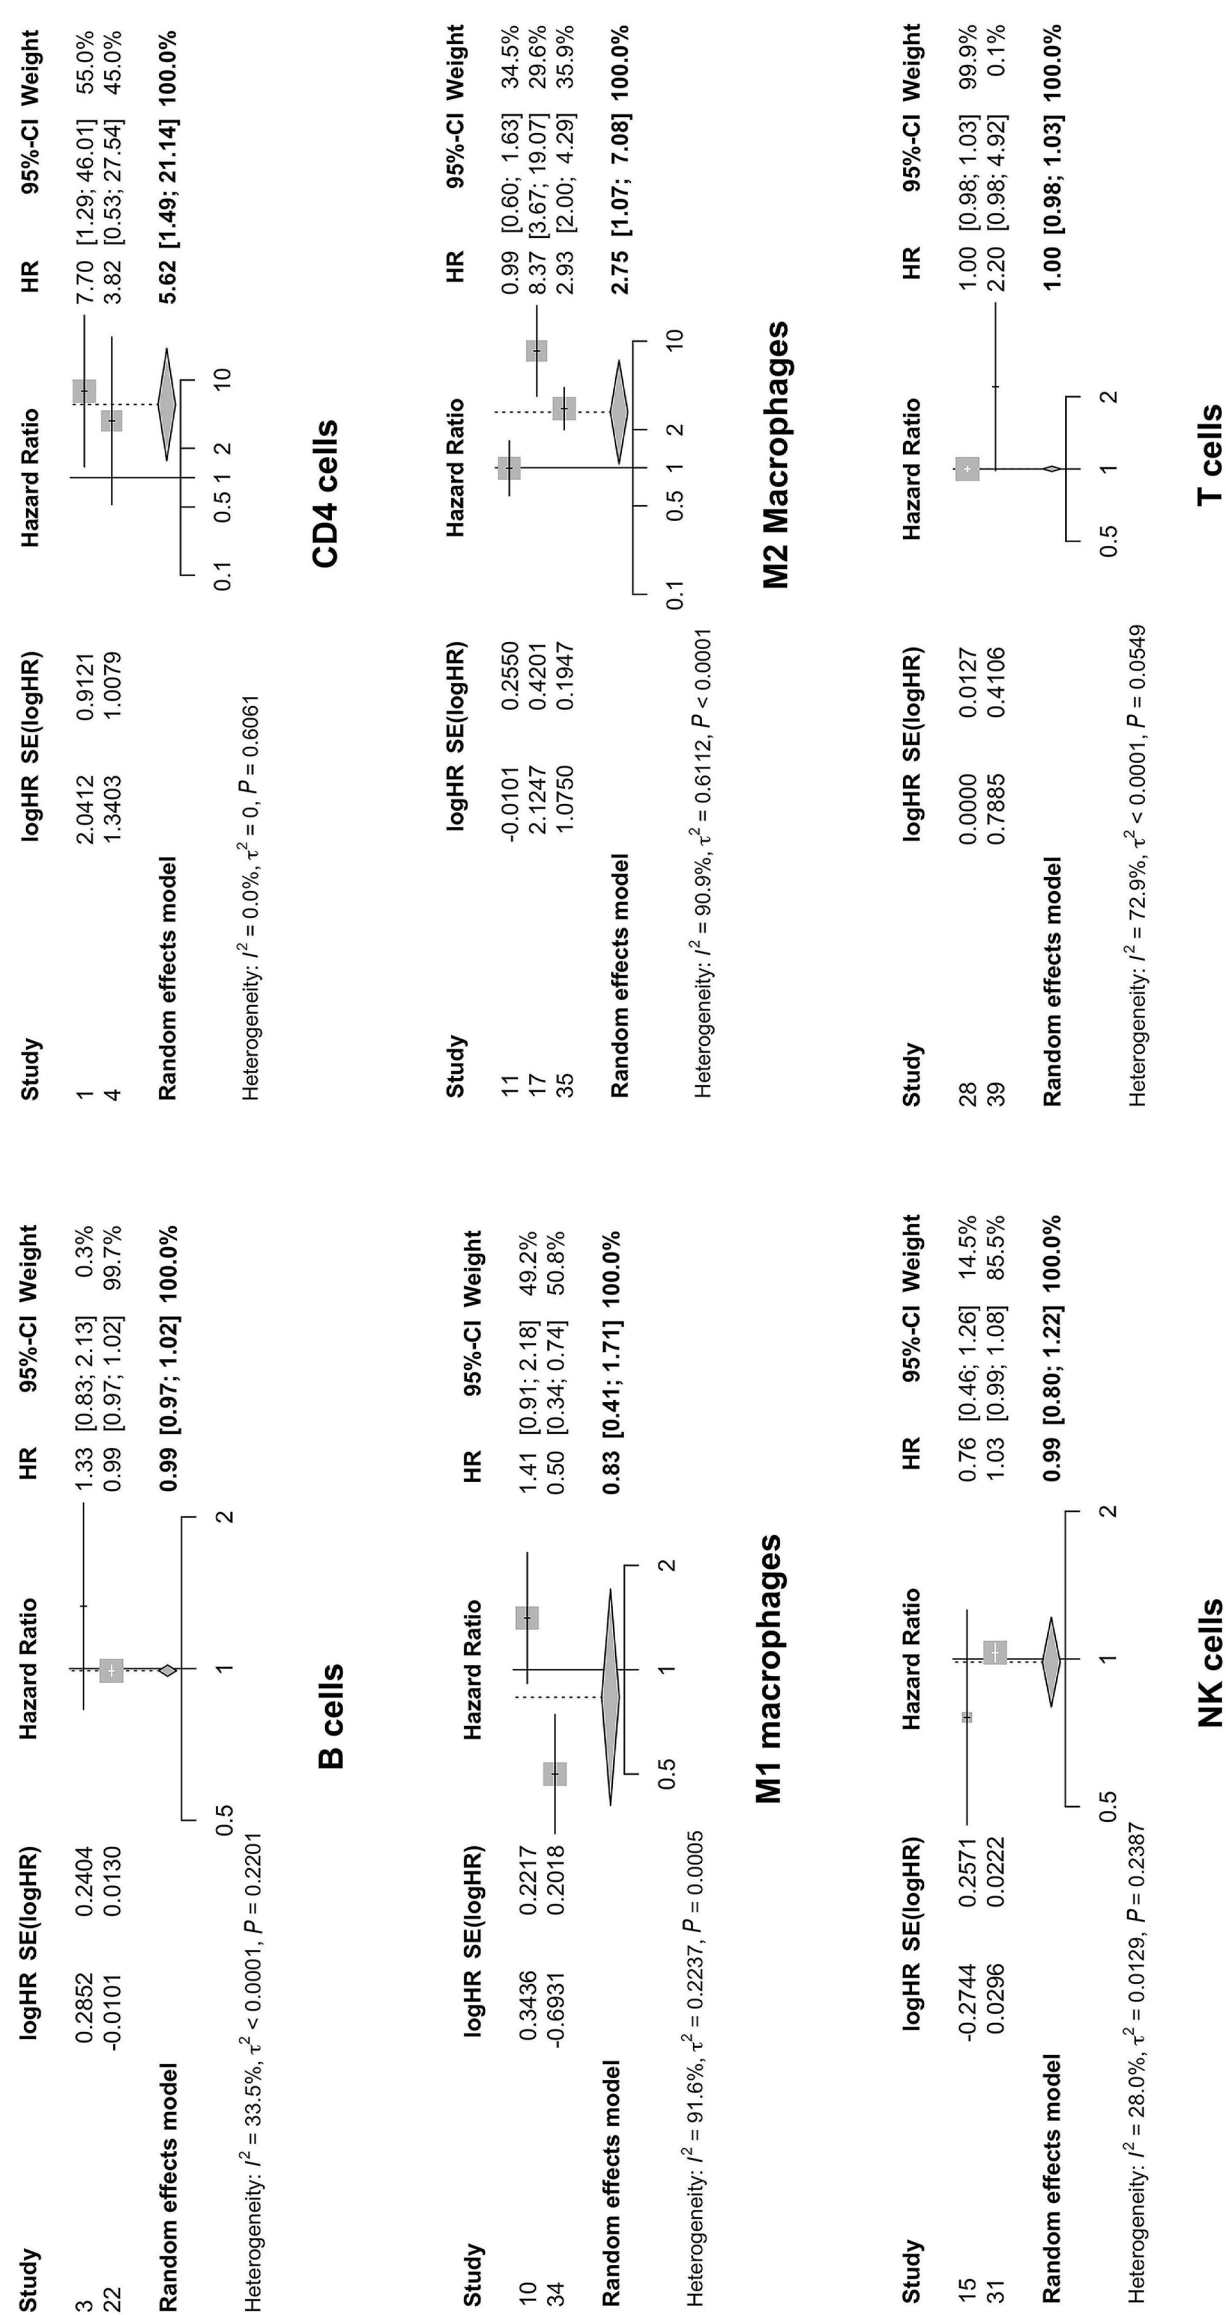 Study logHR SE(logHR) Hazard Ratio HR 95%-CI Weight
3 0.2852 0.2404 1.33 [0.83; 2.13] 0.3%
22 -0.0101 0.0130 0.99 [0.97; 1.02] 99.7%
Random effects model 0.99 [0.97; 1.02] 100.0%
0.5 1 2
Heterogeneity: I² = 33.5%, τ² < 0.0001, P = 0.2201
B cells
Study logHR SE(logHR) Hazard Ratio HR 95%-CI Weight
1 2.0412 0.9121 7.70 [1.29; 46.01] 55.0%
4 1.3403 1.0079 3.82 [0.53; 27.54] 45.0%
Random effects model 5.62 [1.49; 21.14] 100.0%
0.1 0.5 1 2 10
Heterogeneity: I² = 0.0%, τ² = 0, P = 0.6061
CD4 cells
Study logHR SE(logHR) Hazard Ratio HR 95%-CI Weight
10 0.3436 0.2217 1.41 [0.91; 2.18] 49.2%
34 -0.6931 0.2018 0.50 [0.34; 0.74] 50.8%
Random effects model 0.83 [0.41; 1.71] 100.0%
0.5 1 2
Heterogeneity: I² = 91.6%, τ² = 0.2237, P = 0.0005
M1 macrophages
Study logHR SE(logHR) Hazard Ratio HR 95%-CI Weight
11 -0.0101 0.2550 0.99 [0.60; 1.63] 34.5%
17 2.1247 0.4201 8.37 [3.67; 19.07] 29.6%
35 1.0750 0.1947 2.93 [2.00; 4.29] 35.9%
Random effects model 2.75 [1.07; 7.08] 100.0%
0.1 0.5 1 2 10
Heterogeneity: I² = 90.9%, τ² = 0.6112, P < 0.0001
M2 Macrophages
Study logHR SE(logHR) Hazard Ratio HR 95%-CI Weight
15 -0.2744 0.2571 0.76 [0.46; 1.26] 14.5%
31 0.0296 0.0222 1.03 [0.99; 1.08] 85.5%
Random effects model 0.99 [0.80; 1.22] 100.0%
0.5 1 2
Heterogeneity: I² = 28.0%, τ² = 0.0129, P = 0.2387
NK cells
Study logHR SE(logHR) Hazard Ratio HR 95%-CI Weight
28 0.0000 0.0127 1.00 [0.98; 1.03] 99.9%
39 0.7885 0.4106 2.20 [0.98; 4.92] 0.1%
Random effects model 1.00 [0.98; 1.03] 100.0%
0.5 1 2
Heterogeneity: I² = 72.9%, τ² < 0.0001, P = 0.0549
T cells